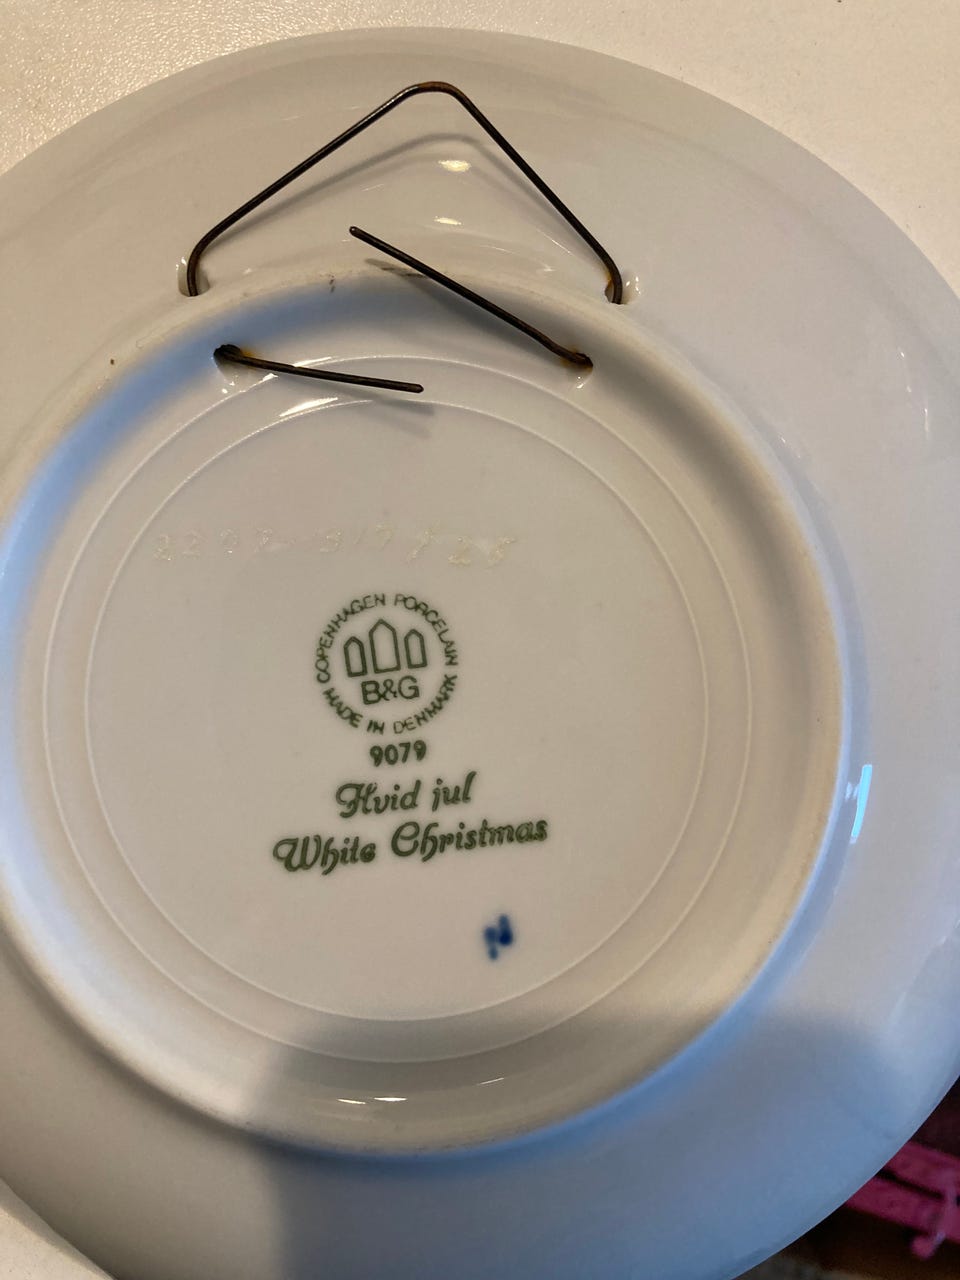 COPENHAGEN PORCELAIN
B&G
MADE IN DENMARK
9079
Hvid jul
White Christmas